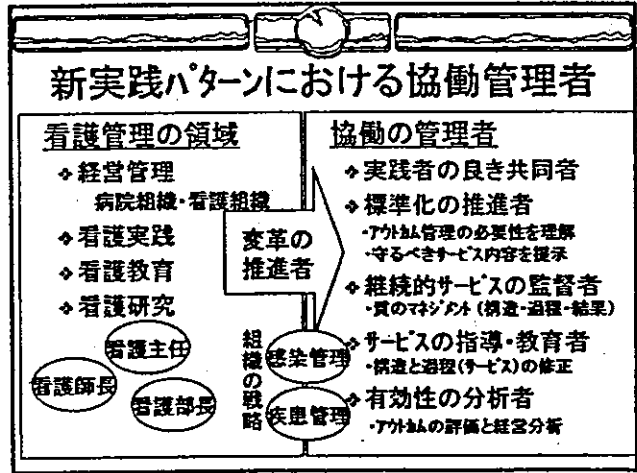 新実践パターンにおける協働管理者
看護管理の領域
❖経営管理
病院組織・看護組織
❖看護実践
❖看護教育
❖看護研究
看護主任
看護師長
看護部長
変革の
推進者
組織の戦略
感染管理
疾患管理
協働の管理者
❖実践者の良き共同者
❖標準化の推進者
・アウトカム管理の必要性を理解
・守るべきサービス内容を提示
❖継続的サービスの監督者
・質のマネジメント(構造・過程・結果)
❖サービスの指導・教育者
・構造と過程(サービス)の修正
❖有効性の分析者
・アウトカムの評価と経営分析